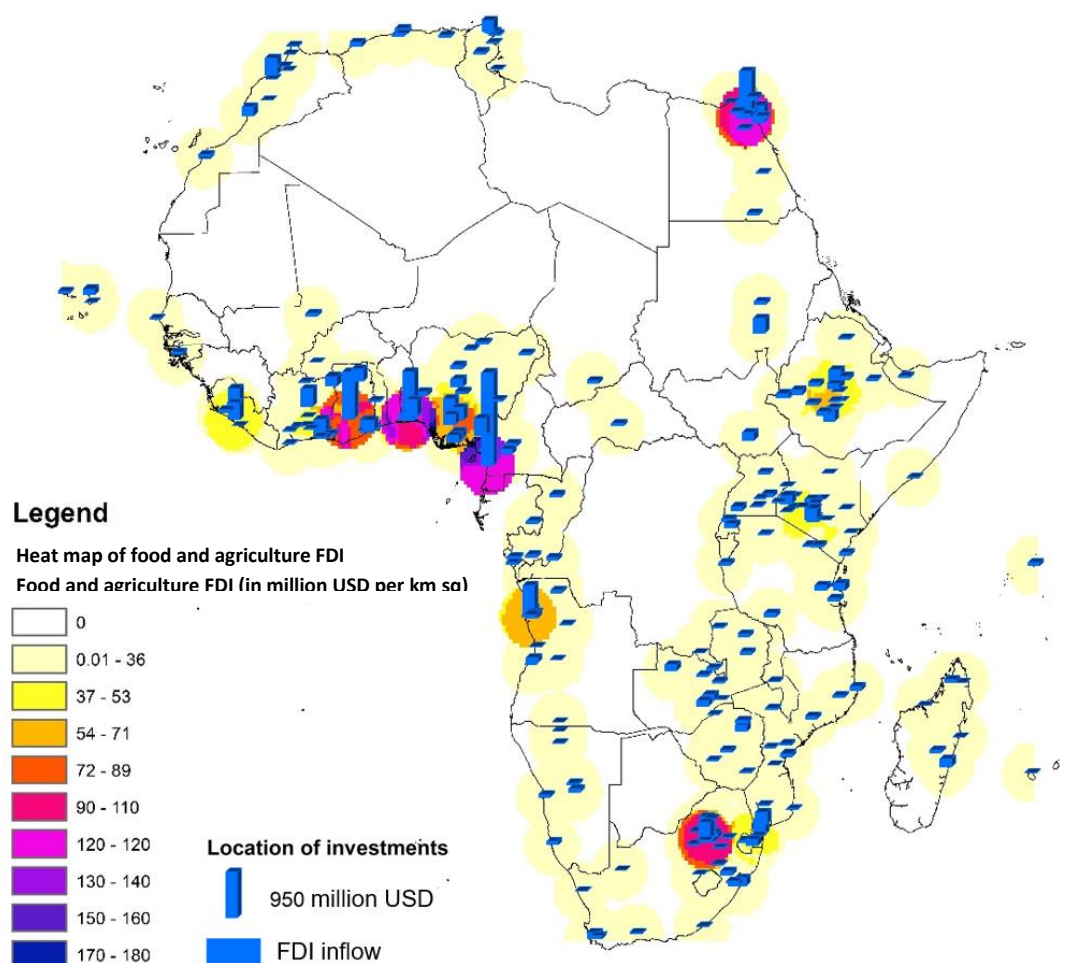 Legend
Heat map of food and agriculture FDI
Food and agriculture FDI (in million USD per km sq)
0
0.01 - 36
37 - 53
54 - 71
72 - 89
90 - 110
120 - 120
130 - 140
150 - 160
170 - 180
Location of investments
950 million USD
FDI inflow